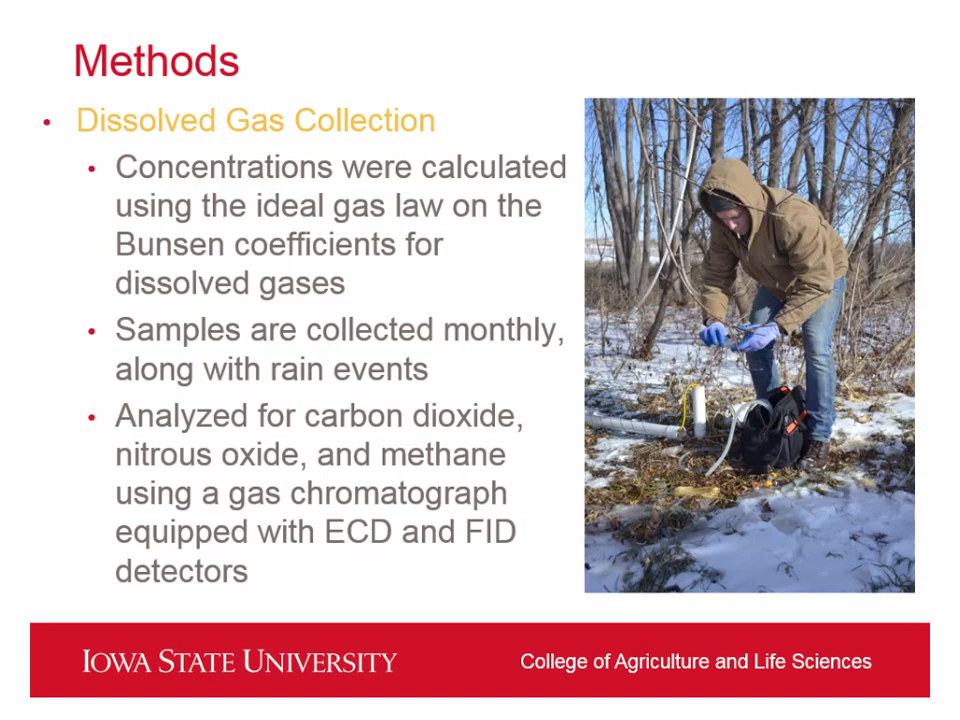 Methods
• Dissolved Gas Collection
• Concentrations were calculated
using the ideal gas law on the
Bunsen coefficients for
dissolved gases
• Samples are collected monthly,
along with rain events
• Analyzed for carbon dioxide,
nitrous oxide, and methane
using a gas chromatograph
equipped with ECD and FID
detectors
IOWA STATE UNIVERSITY
College of Agriculture and Life Sciences